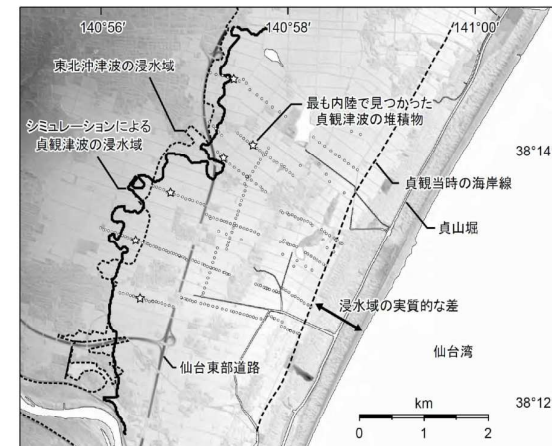 140°56′
140°58′
141°00′
東北沖津波の浸水域
最も内陸で見つかった
貞観津波の堆積物
シミュレーションによる
貞観津波の浸水域
38°14′
貞観当時の海岸線
貞山堀
浸水域の実質的な差
仙台湾
仙台東部道路
km
38°12′
0
1
2